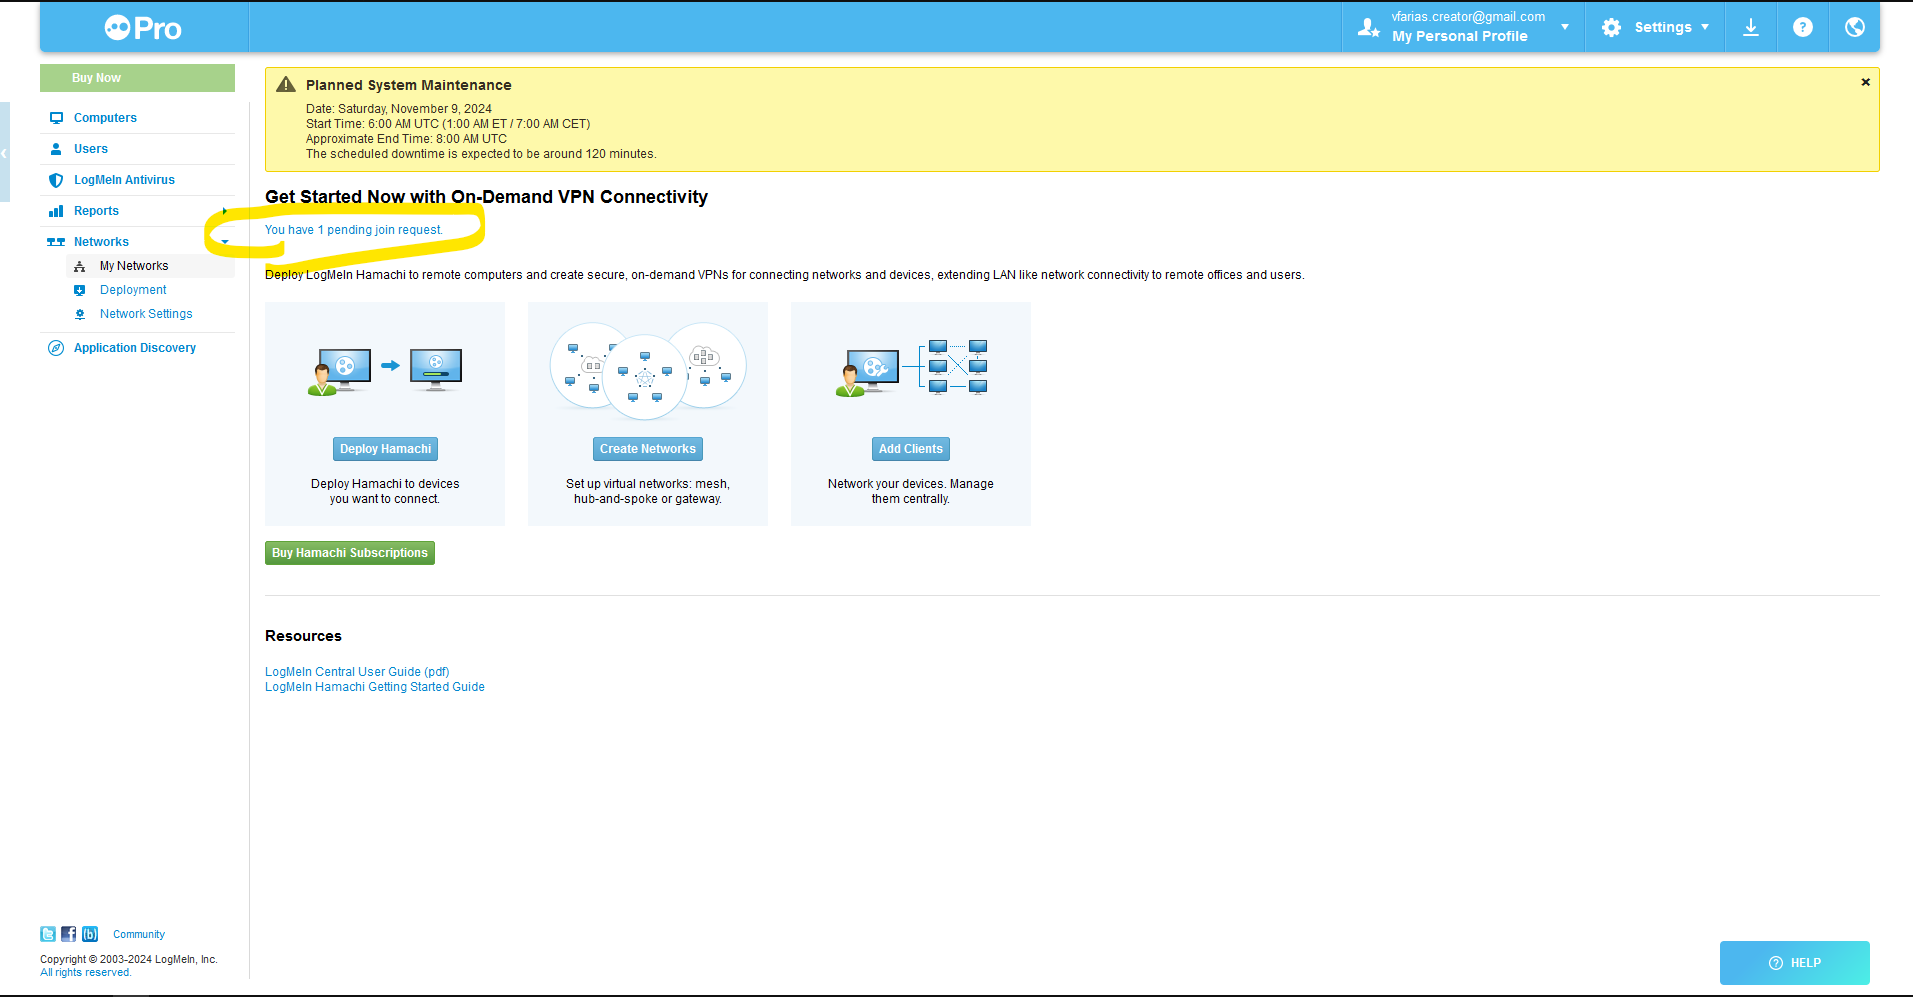 Pro
vfarias.creator@gmail.com
My Personal Profile
Settings
Buy Now
Computers
Users
LogMeIn Antivirus
Reports
Networks
My Networks
Deployment
Network Settings
Application Discovery
Planned System Maintenance
Date: Saturday, November 9, 2024
Start Time: 6:00 AM UTC (1:00 AM ET / 7:00 AM CET)
Approximate End Time: 8:00 AM UTC
The scheduled downtime is expected to be around 120 minutes.
Get Started Now with On-Demand VPN Connectivity
You have 1 pending join request.
Deploy LogMeIn Hamachi to remote computers and create secure, on-demand VPNs for connecting networks and devices, extending LAN like network connectivity to remote offices and users.
Deploy Hamachi
Deploy Hamachi to devices
you want to connect.
Create Networks
Set up virtual networks: mesh,
hub-and-spoke or gateway.
Add Clients
Network your devices. Manage
them centrally.
Buy Hamachi Subscriptions
Resources
LogMeIn Central User Guide (pdf)
LogMeIn Hamachi Getting Started Guide
Community
Copyright © 2003-2024 LogMeIn, Inc.
All rights reserved.
HELP